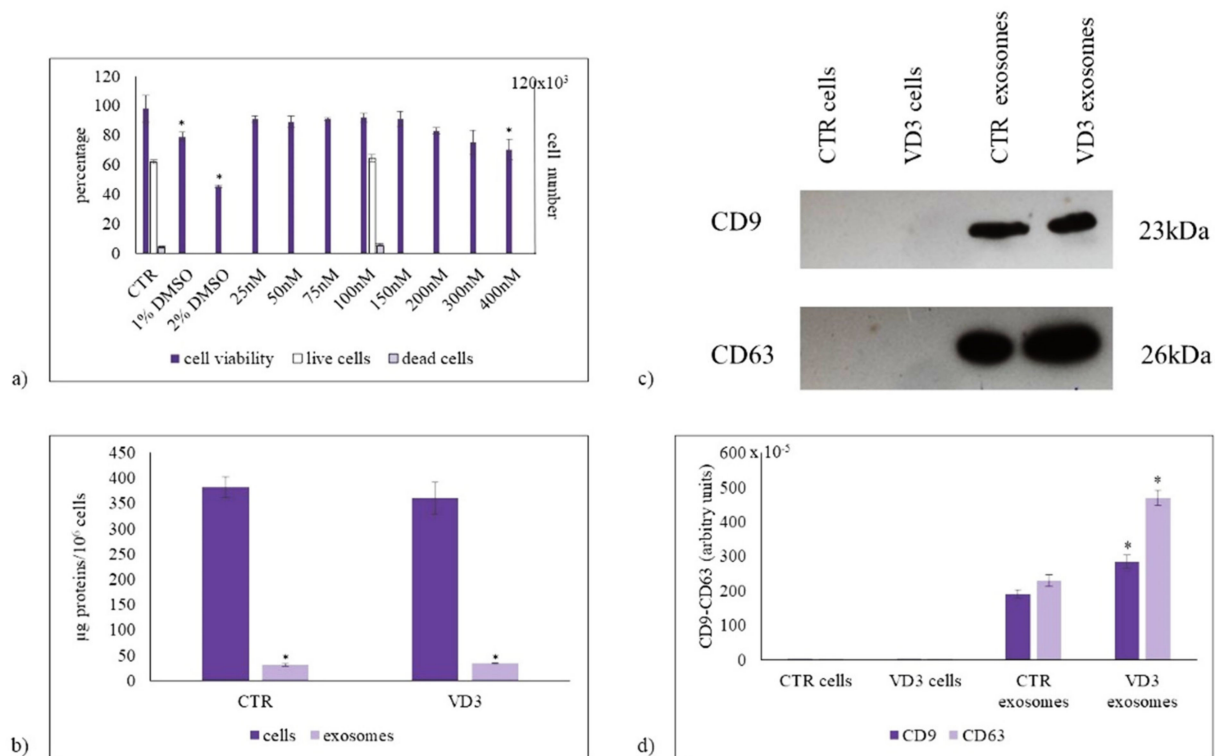 120
100
80
60
40
20
0
percentage
120x10³
cell number
*
*
*
CTR
1% DMSO
2% DMSO
25nM
50nM
75nM
100nM
150nM
200nM
300nM
400nM
cell viability
live cells
dead cells
a)
CTR cells
VD3 cells
CTR exosomes
VD3 exosomes
CD9
23kDa
CD63
26kDa
c)
450
400
350
300
250
200
150
100
50
0
µg proteins/10⁶ cells
*
*
CTR
VD3
cells
exosomes
b)
600 x 10⁻⁵
500
400
300
200
100
0
CD9-CD63 (arbitry units)
*
*
CTR cells
VD3 cells
CTR
exosomes
VD3
exosomes
CD9
CD63
d)